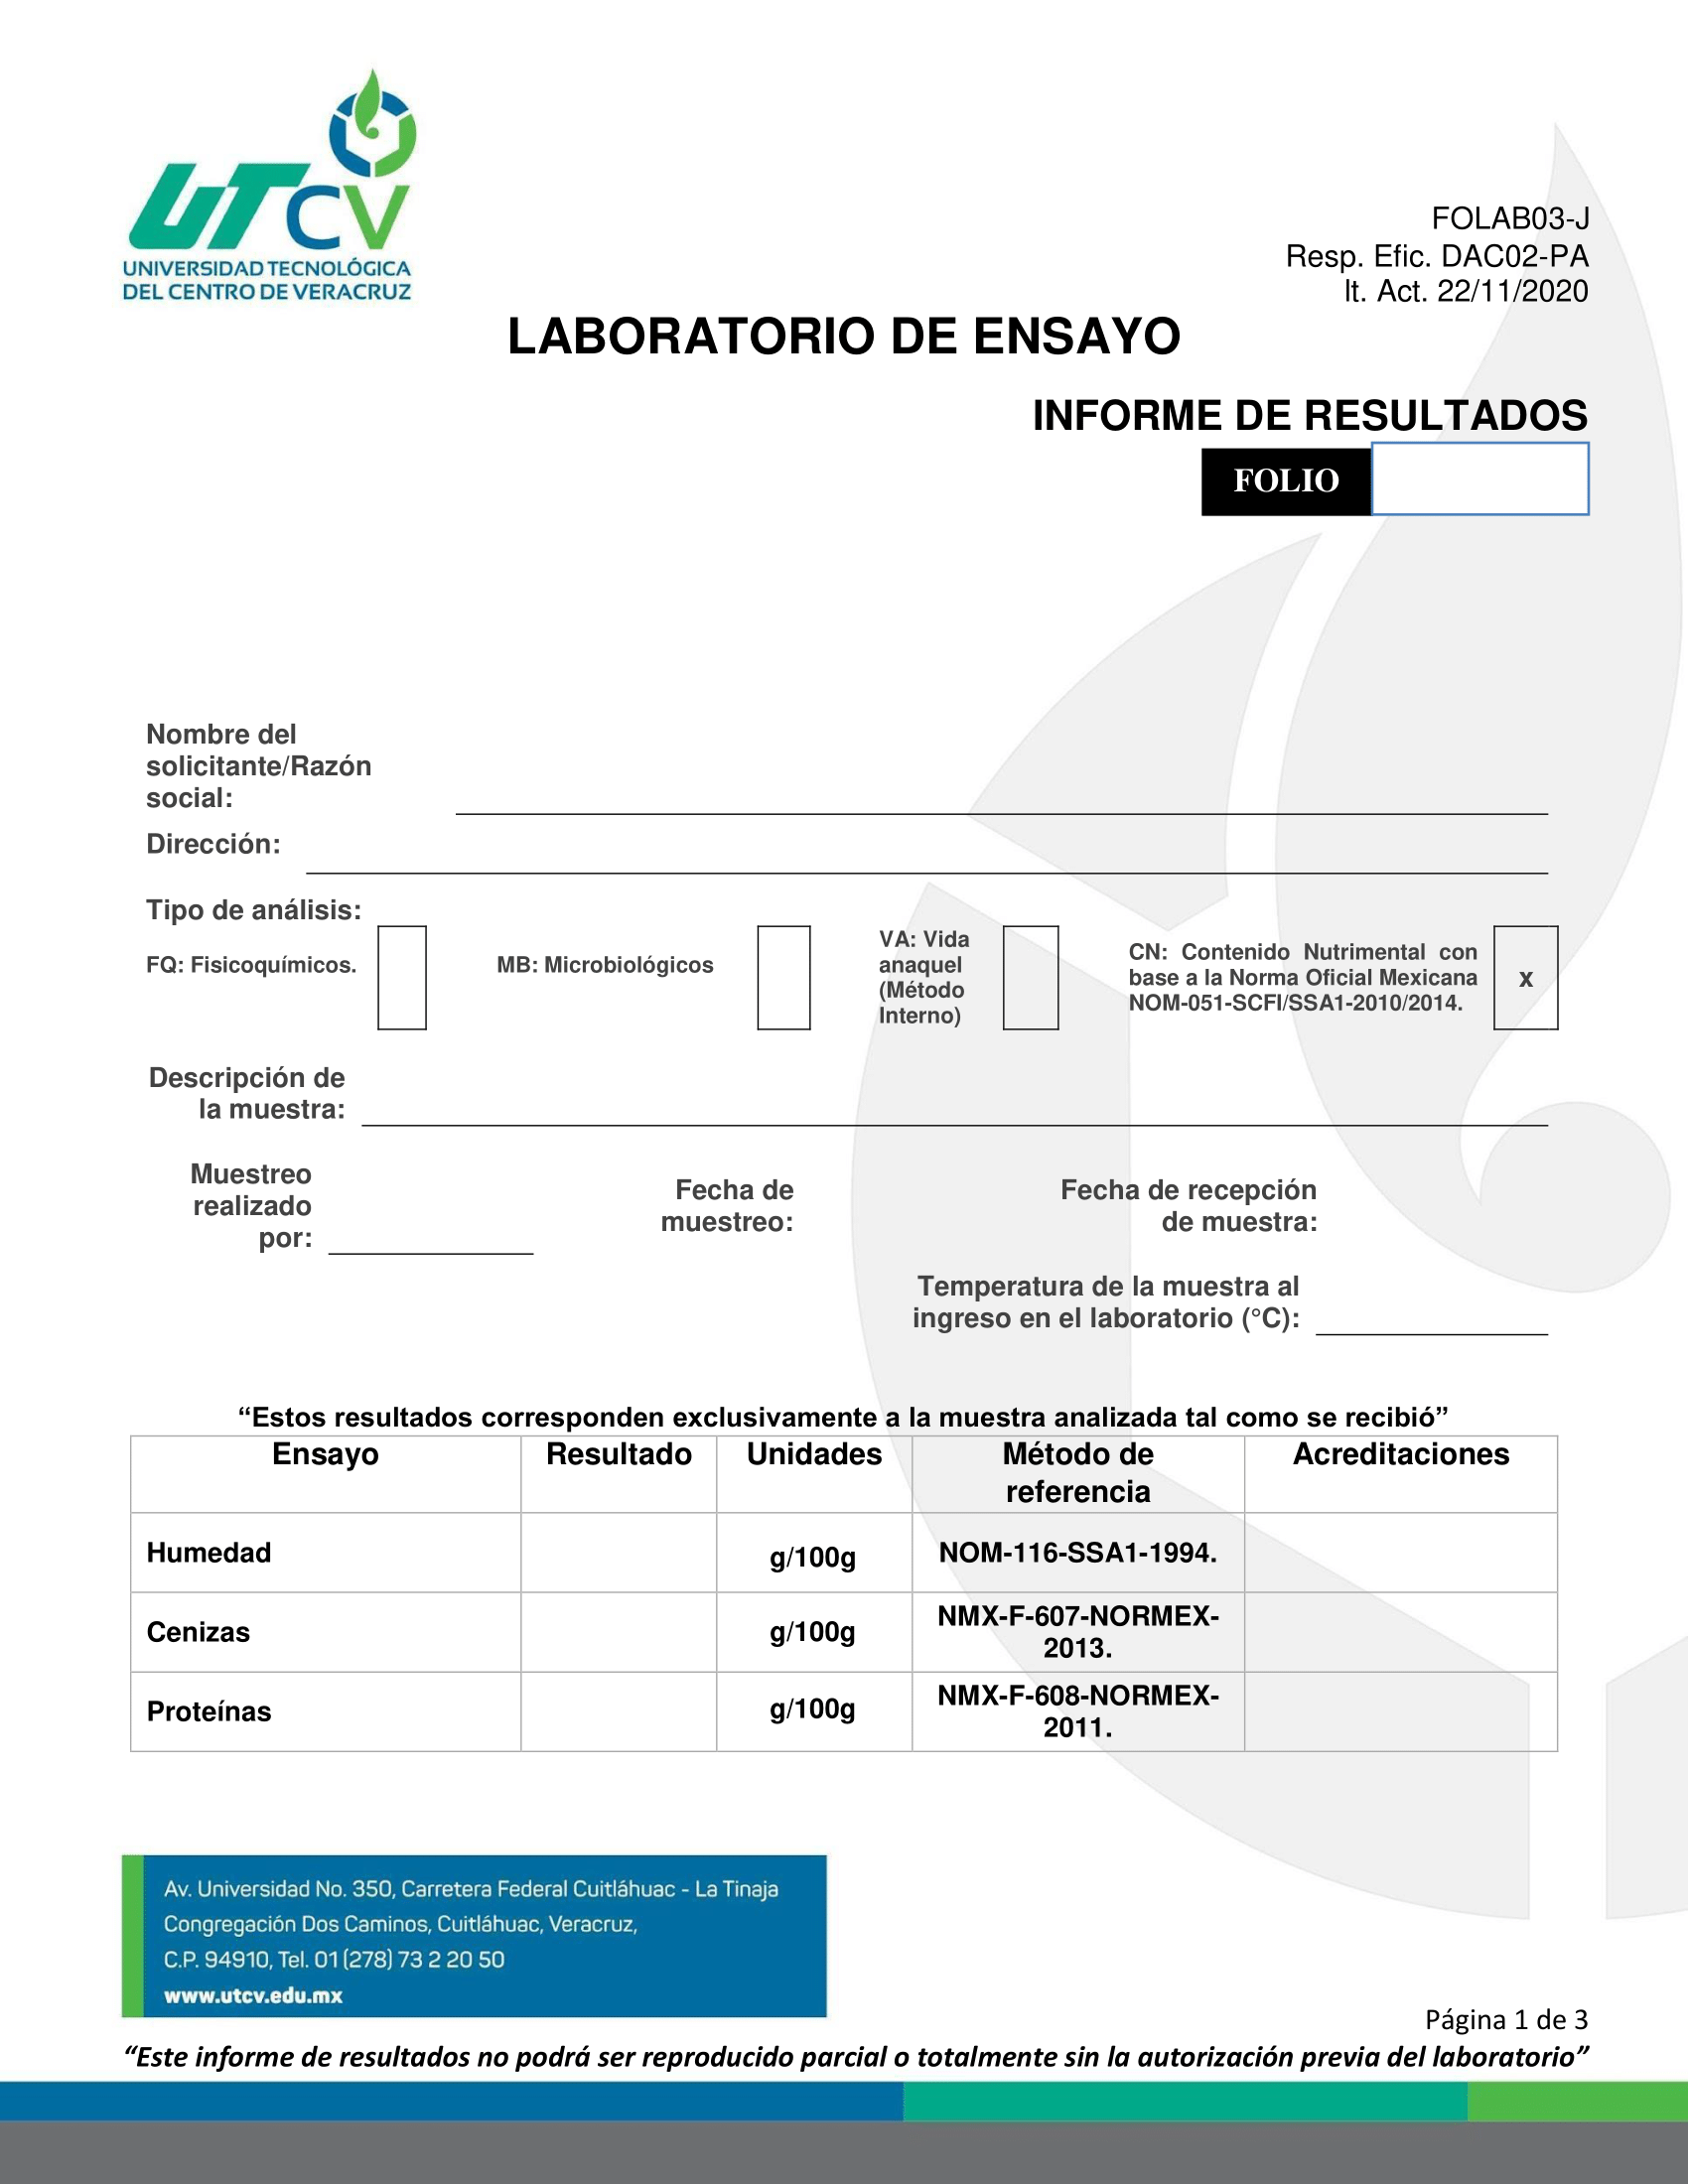 UTCV
UNIVERSIDAD TECNOLÓGICA
DEL CENTRO DE VERACRUZ
FOLAB03-J
Resp. Efic. DAC02-PA
It. Act. 22/11/2020
LABORATORIO DE ENSAYO
INFORME DE RESULTADOS
FOLIO
Nombre del
solicitante/Razón
social:
Dirección:
Tipo de análisis:
FQ: Fisicoquímicos.
MB: Microbiológicos
VA: Vida
anaquel
(Método
Interno)
CN: Contenido Nutrimental con
base a la Norma Oficial Mexicana
NOM-051-SCFI/SSA1-2010/2014.
x
Descripción de
la muestra:
Muestreo
realizado
por:
Fecha de
muestreo:
Fecha de recepción
de muestra:
Temperatura de la muestra al
ingreso en el laboratorio (°C):
“Estos resultados corresponden exclusivamente a la muestra analizada tal como se recibió”
Ensayo Resultado Unidades Método de
referencia Acreditaciones
Humedad g/100g NOM-116-SSA1-1994.
Cenizas g/100g NMX-F-607-NORMEX-
2013.
Proteínas g/100g NMX-F-608-NORMEX-
2011.
Av. Universidad No. 350, Carretera Federal Cuitláhuac - La Tinaja
Congregación Dos Caminos, Cuitláhuac, Veracruz,
C.P. 94910, Tel. 01 (278) 73 2 20 50
www.utcv.edu.mx
Página 1 de 3
“Este informe de resultados no podrá ser reproducido parcial o totalmente sin la autorización previa del laboratorio”